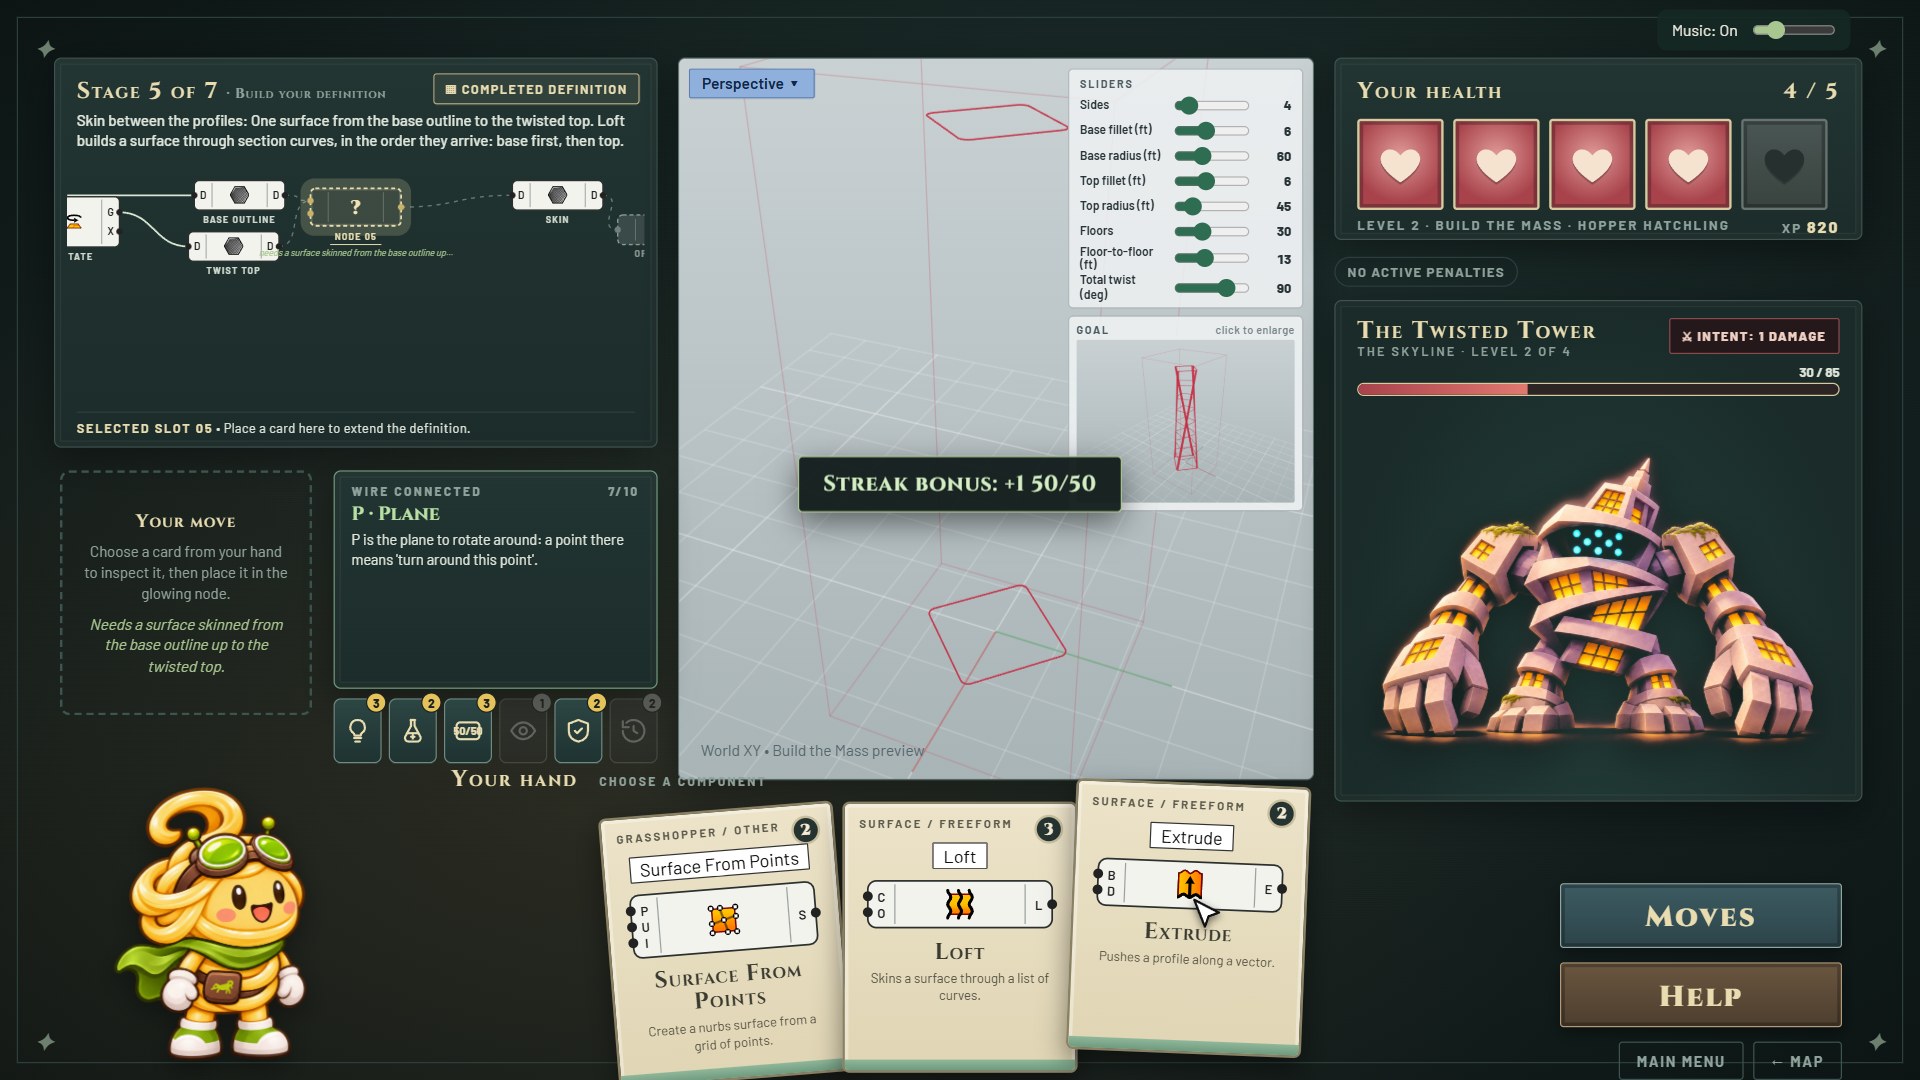 Music: On
STAGE 5 OF 7 · BUILD YOUR DEFINITION
COMPLETED DEFINITION
Skin between the profiles: One surface from the base outline to the twisted top. Loft
builds a surface through section curves, in the order they arrive: base first, then top.
G
X
TATE
D D
BASE OUTLINE
D D
TWIST TOP
?
NODE 05
needs a surface skinned from the base outline up...
D D
SKIN
SELECTED SLOT 05 • Place a card here to extend the definition.
YOUR MOVE
Choose a card from your hand
to inspect it, then place it in the
glowing node.
Needs a surface skinned from
the base outline up to the
twisted top.
WIRE CONNECTED 7/10
P · PLANE
P is the plane to rotate around: a point there
means 'turn around this point'.
3 2 3 1 2 2
50/50
Perspective ▼
SLIDERS
Sides 4
Base fillet (ft) 6
Base radius (ft) 60
Top fillet (ft) 6
Top radius (ft) 45
Floors 30
Floor-to-floor
(ft) 13
Total twist
(deg) 90
GOAL click to enlarge
STREAK BONUS: +1 50/50
World XY • Build the Mass preview
YOUR HEALTH 4 / 5
LEVEL 2 · BUILD THE MASS · HOPPER HATCHLING XP 820
NO ACTIVE PENALTIES
THE TWISTED TOWER
THE SKYLINE · LEVEL 2 OF 4
INTENT: 1 DAMAGE
30 / 85
YOUR HAND CHOOSE A COMPONENT
GRASSHOPPER / OTHER 2
Surface From Points
P
U
I
S
SURFACE FROM
POINTS
Create a nurbs surface from a
grid of points.
SURFACE / FREEFORM 3
Loft
C
O
L
LOFT
Skins a surface through a list of
curves.
SURFACE / FREEFORM 2
Extrude
B
D
E
EXTRUDE
Pushes a profile along a vector.
MOVES
HELP
MAIN MENU
← MAP